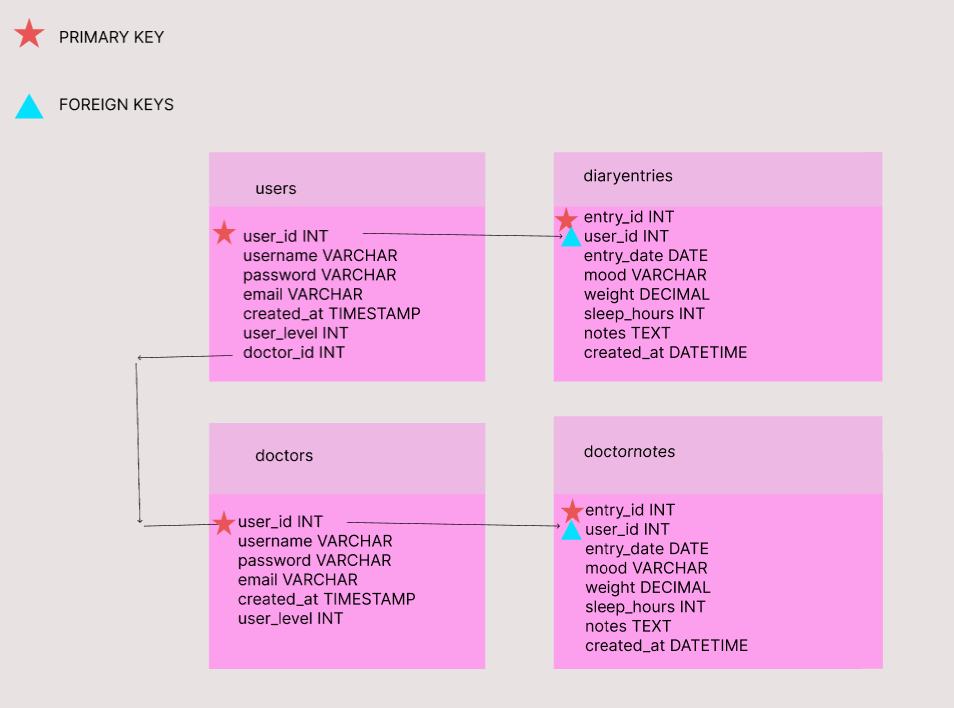 PRIMARY KEY
FOREIGN KEYS
users
user_id INT
username VARCHAR
password VARCHAR
email VARCHAR
created_at TIMESTAMP
user_level INT
doctor_id INT
diaryentries
entry_id INT
user_id INT
entry_date DATE
mood VARCHAR
weight DECIMAL
sleep_hours INT
notes TEXT
created_at DATETIME
doctors
user_id INT
username VARCHAR
password VARCHAR
email VARCHAR
created_at TIMESTAMP
user_level INT
doctornotes
entry_id INT
user_id INT
entry_date DATE
mood VARCHAR
weight DECIMAL
sleep_hours INT
notes TEXT
created_at DATETIME